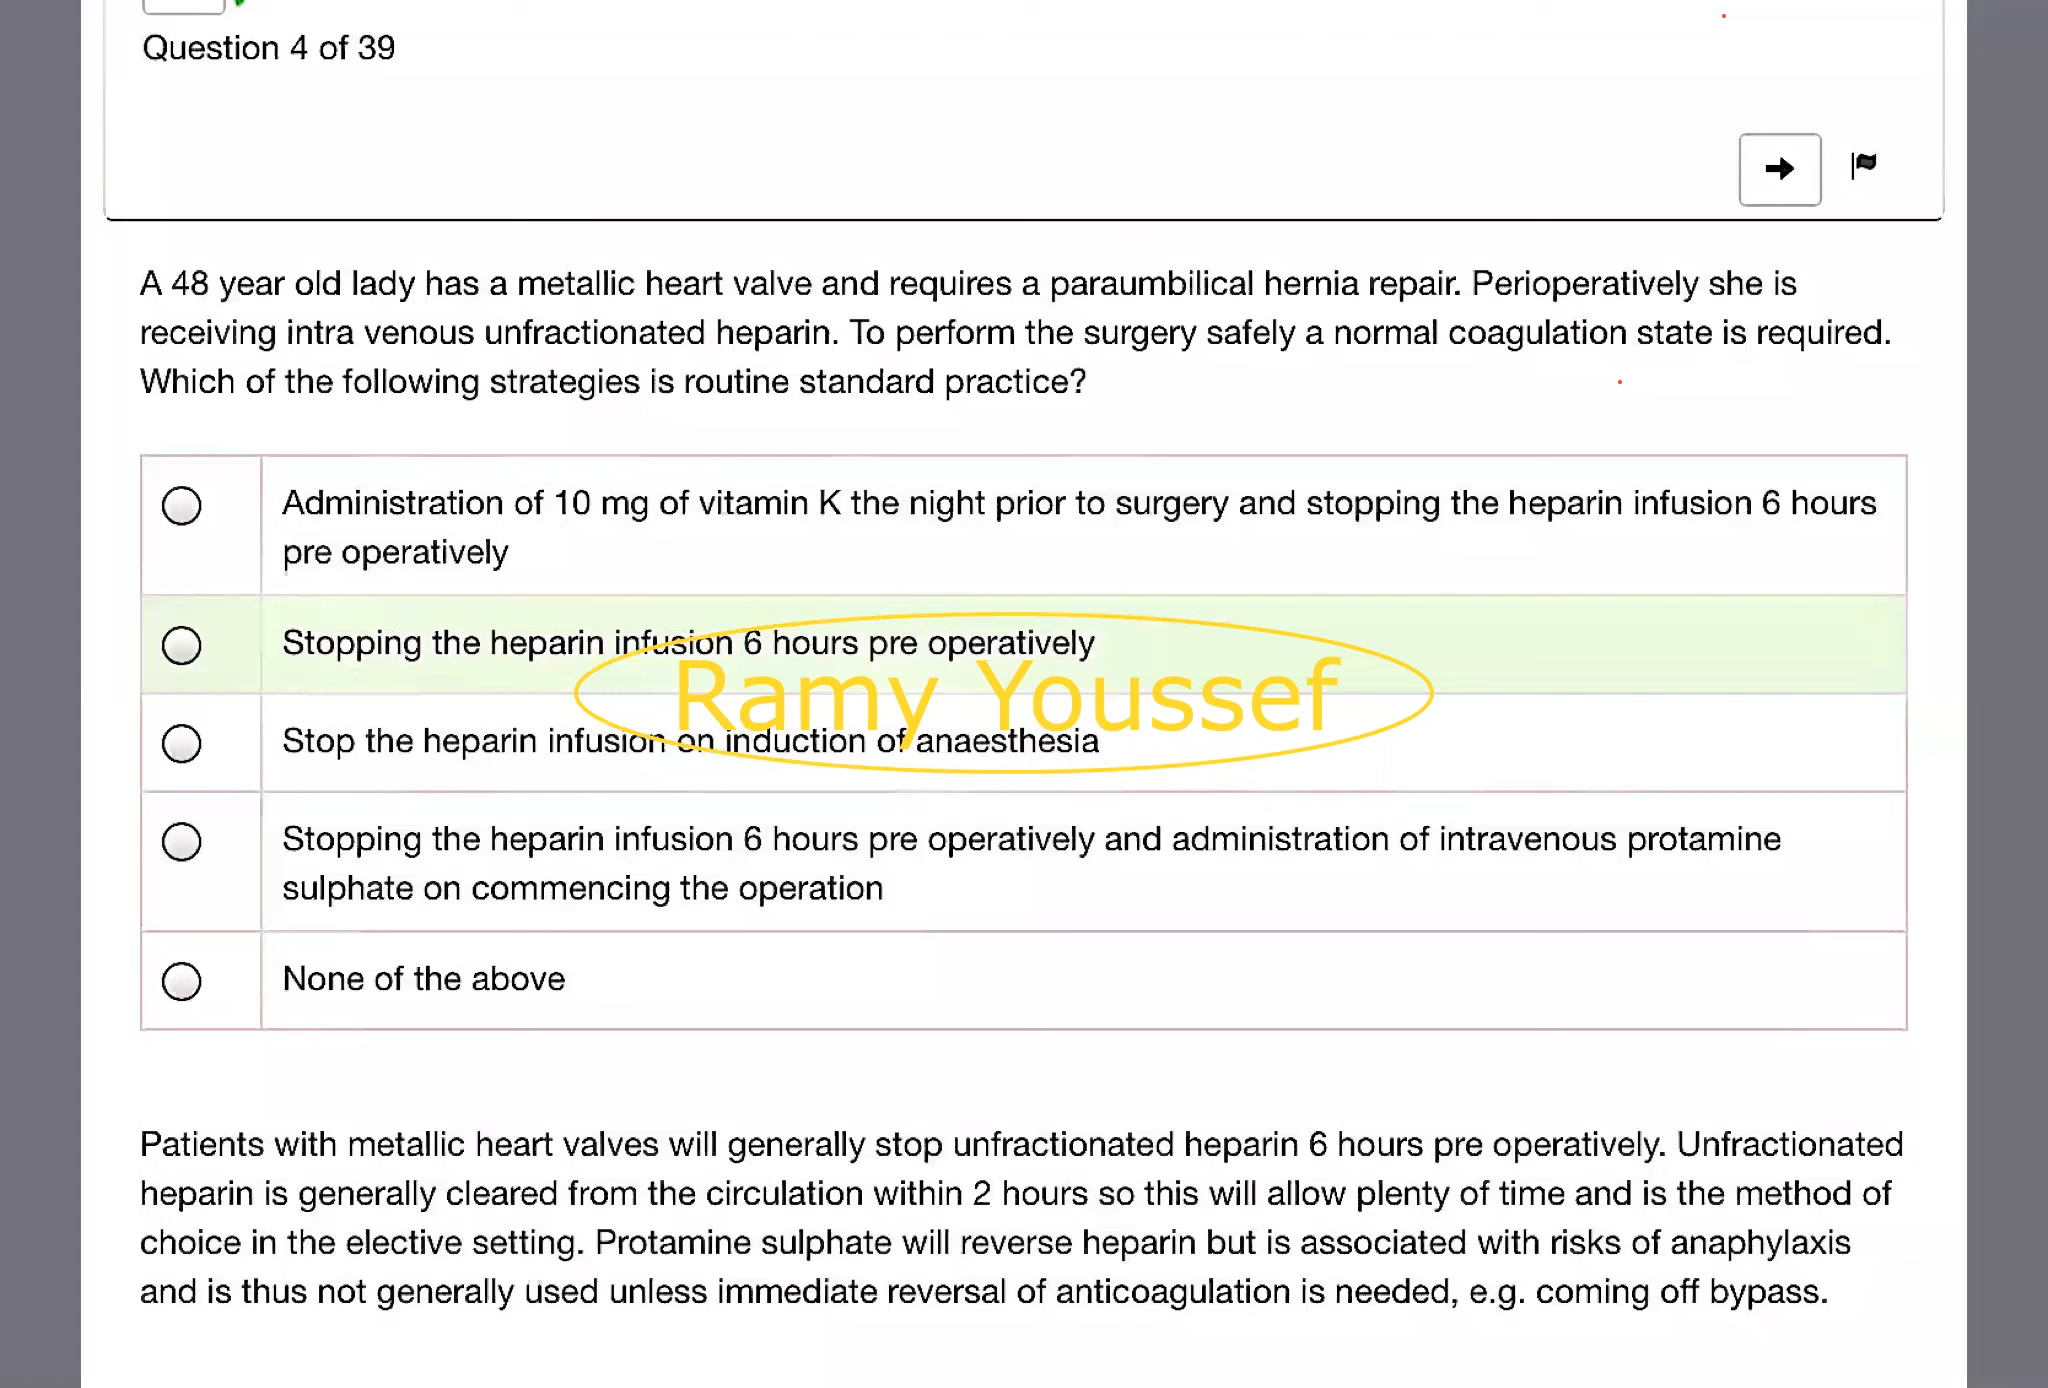 Question 4 of 39
A 48 year old lady has a metallic heart valve and requires a paraumbilical hernia repair. Perioperatively she is
receiving intra venous unfractionated heparin. To perform the surgery safely a normal coagulation state is required.
Which of the following strategies is routine standard practice?
Administration of 10 mg of vitamin K the night prior to surgery and stopping the heparin infusion 6 hours
pre operatively
Stopping the heparin infusion 6 hours pre operatively
Ramy Youssef
Stop the heparin infusion on induction of anaesthesia
Stopping the heparin infusion 6 hours pre operatively and administration of intravenous protamine
sulphate on commencing the operation
None of the above
Patients with metallic heart valves will generally stop unfractionated heparin 6 hours pre operatively. Unfractionated
heparin is generally cleared from the circulation within 2 hours so this will allow plenty of time and is the method of
choice in the elective setting. Protamine sulphate will reverse heparin but is associated with risks of anaphylaxis
and is thus not generally used unless immediate reversal of anticoagulation is needed, e.g. coming off bypass.